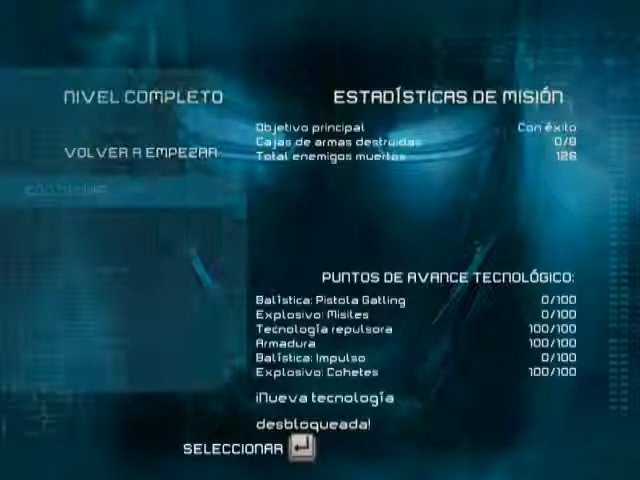 NIVEL COMPLETO
ESTADÍSTICAS DE MISIÓN
Objetivo principal Con éxito
Cajas de armas destruidas 0/8
VOLVER A EMPEZAR
Total enemigos muertos 126
PUNTOS DE AVANCE TECNOLÓGICO:
Balística: Pistola Gatling 0/100
Explosivo: Misiles 0/100
Tecnología repulsora 100/100
Armadura 100/100
Balística: Impulso 0/100
Explosivo: Cohetes 100/100
¡Nueva tecnología
desbloqueada!
SELECCIONAR